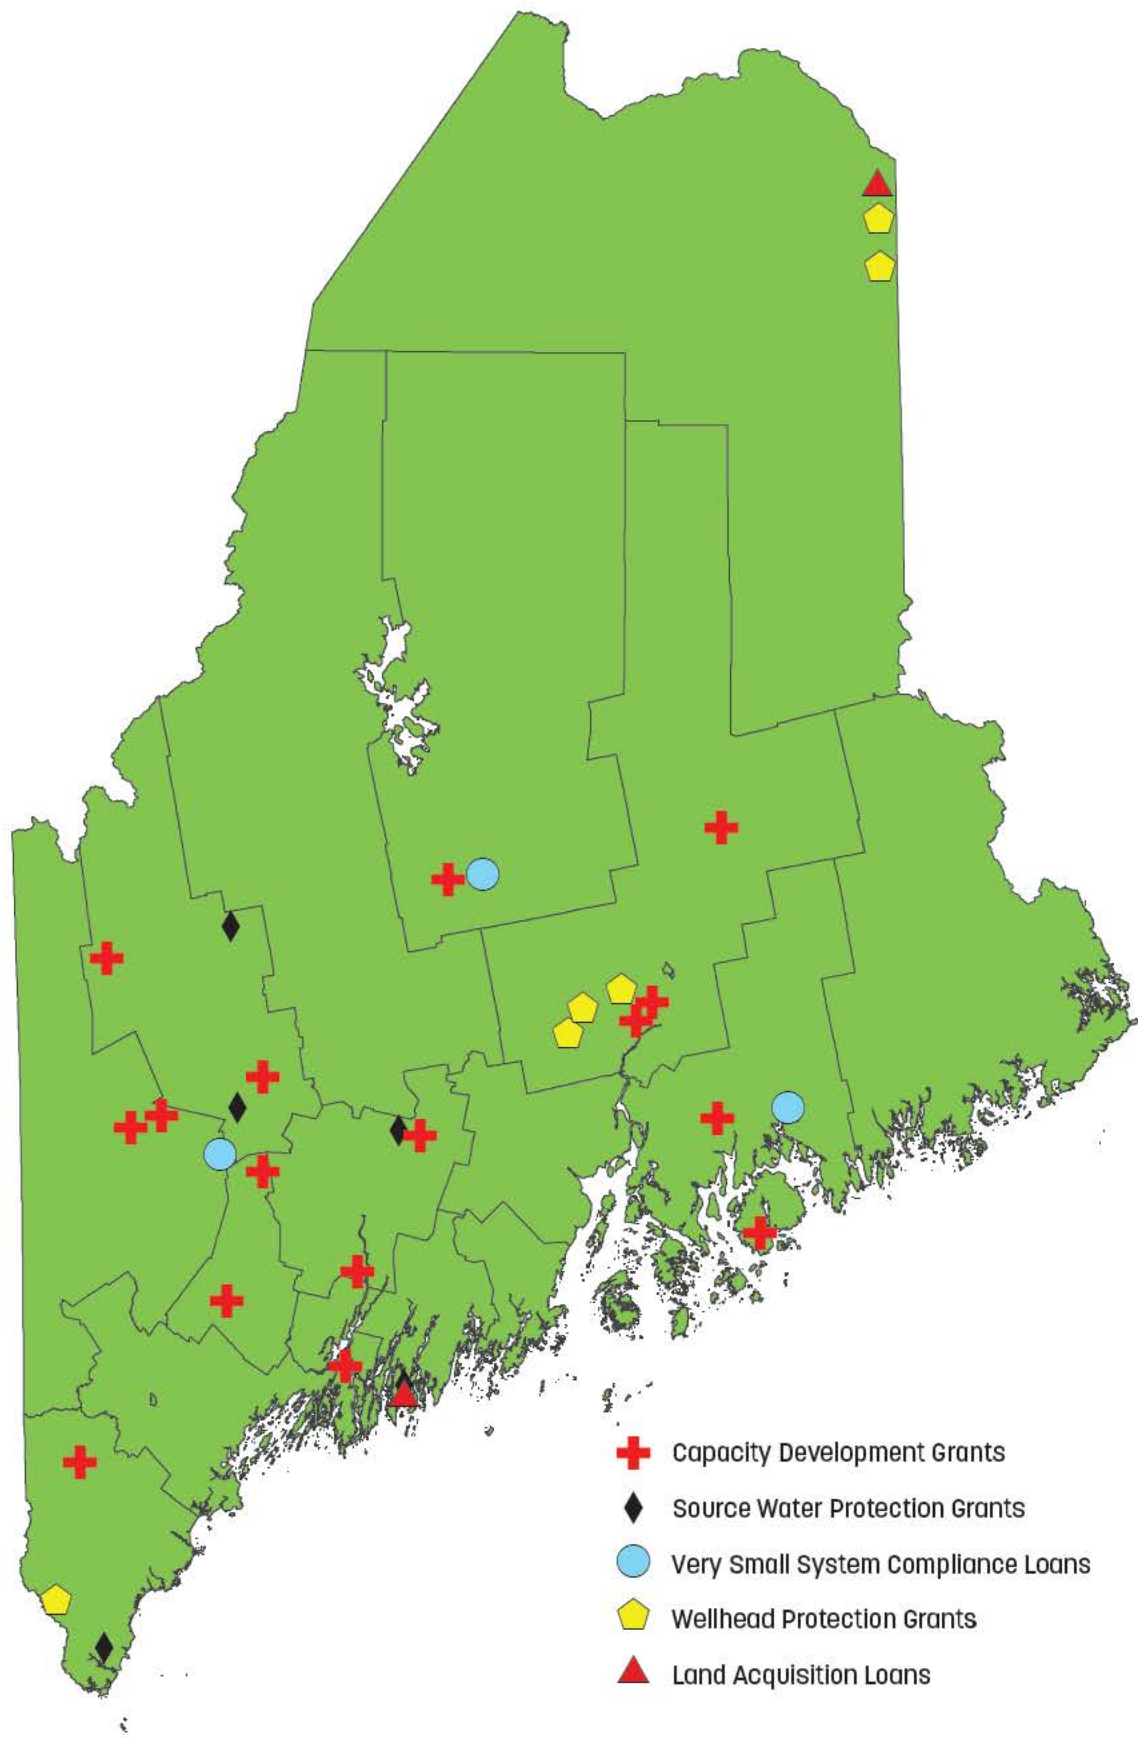 Capacity Development Grants
Source Water Protection Grants
Very Small System Compliance Loans
Wellhead Protection Grants
Land Acquisition Loans